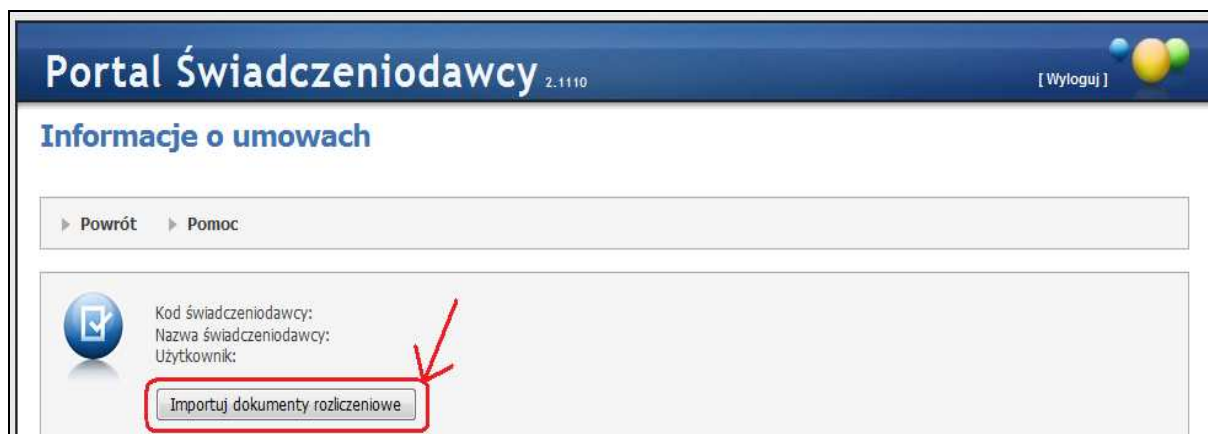 Portal Świadczeniodawcy 2.1110
[ Wyloguj ]
Informacje o umowach
Powrót Pomoc
Kod świadczeniodawcy:
Nazwa świadczeniodawcy:
Użytkownik:
Importuj dokumenty rozliczeniowe